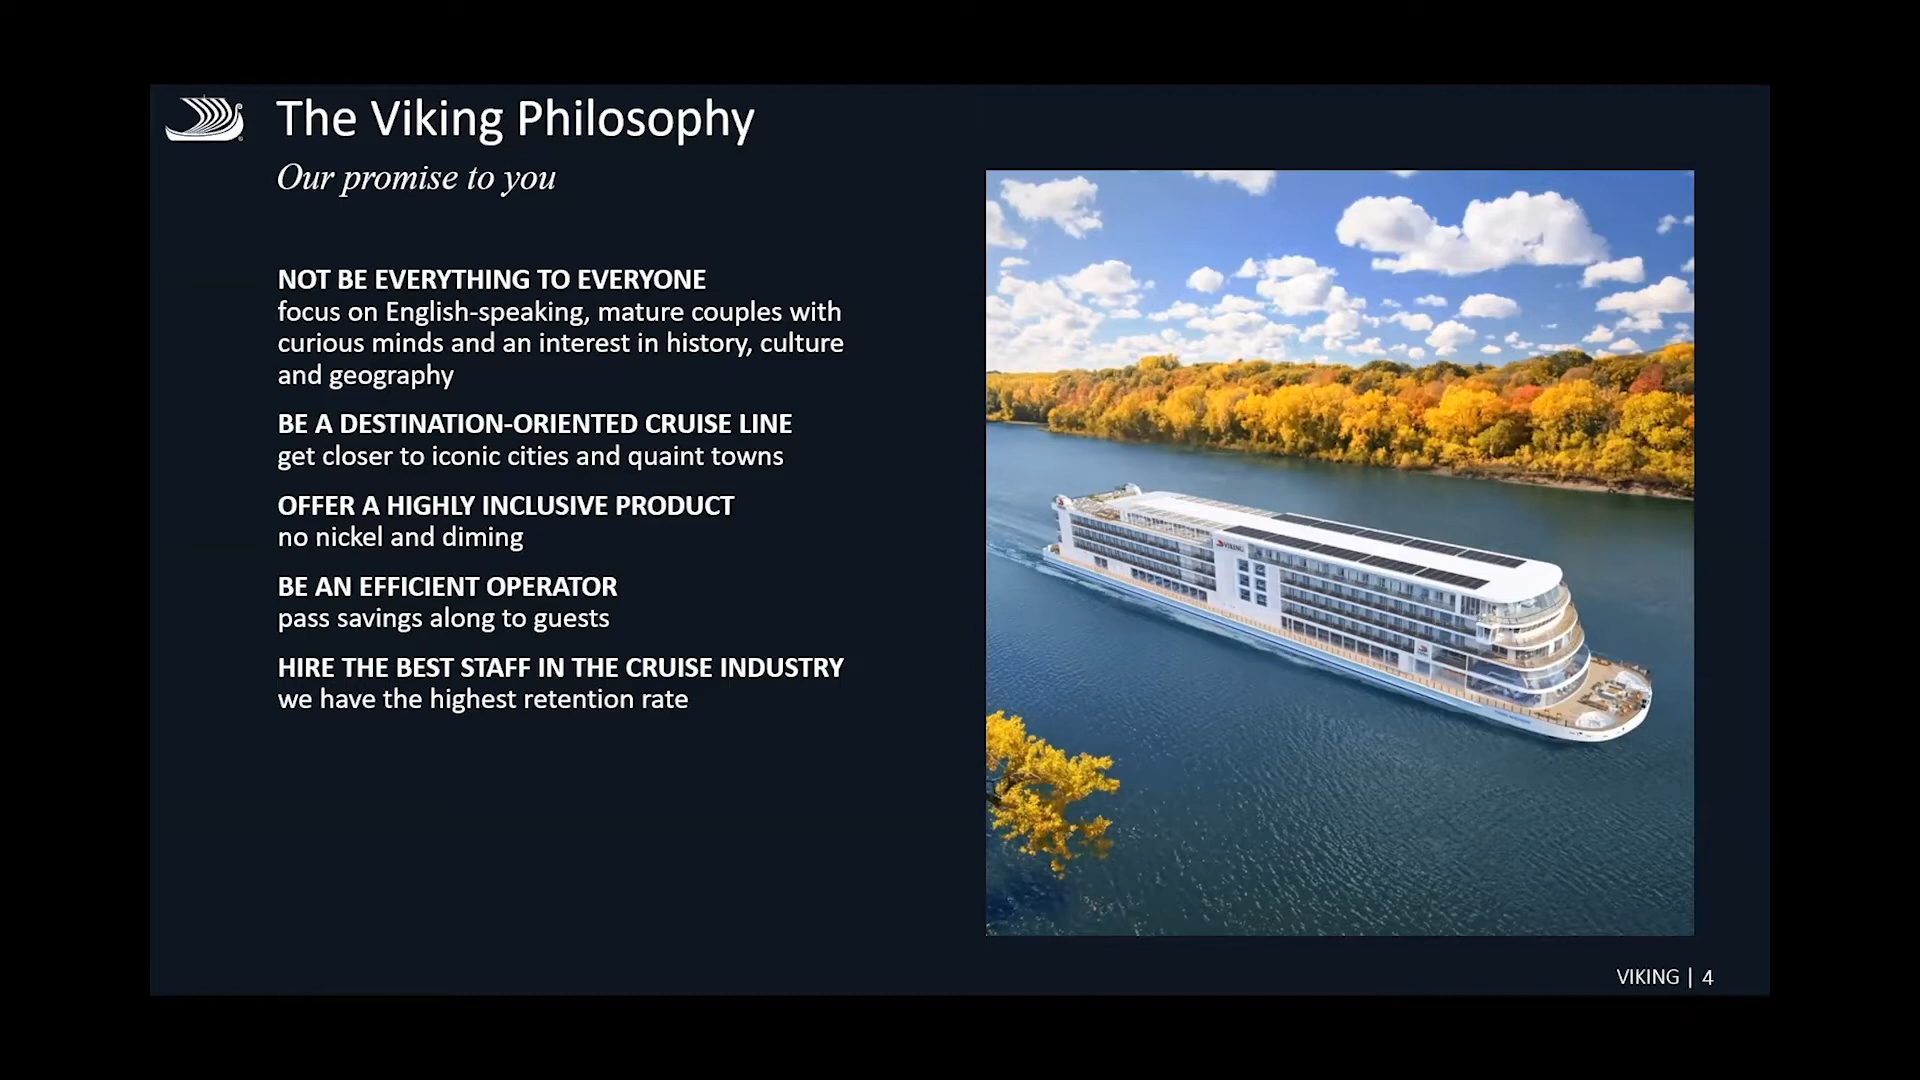 The Viking Philosophy
Our promise to you
NOT BE EVERYTHING TO EVERYONE
focus on English-speaking, mature couples with
curious minds and an interest in history, culture
and geography
BE A DESTINATION-ORIENTED CRUISE LINE
get closer to iconic cities and quaint towns
OFFER A HIGHLY INCLUSIVE PRODUCT
no nickel and diming
BE AN EFFICIENT OPERATOR
pass savings along to guests
HIRE THE BEST STAFF IN THE CRUISE INDUSTRY
we have the highest retention rate
VIKING
VIKING | 4